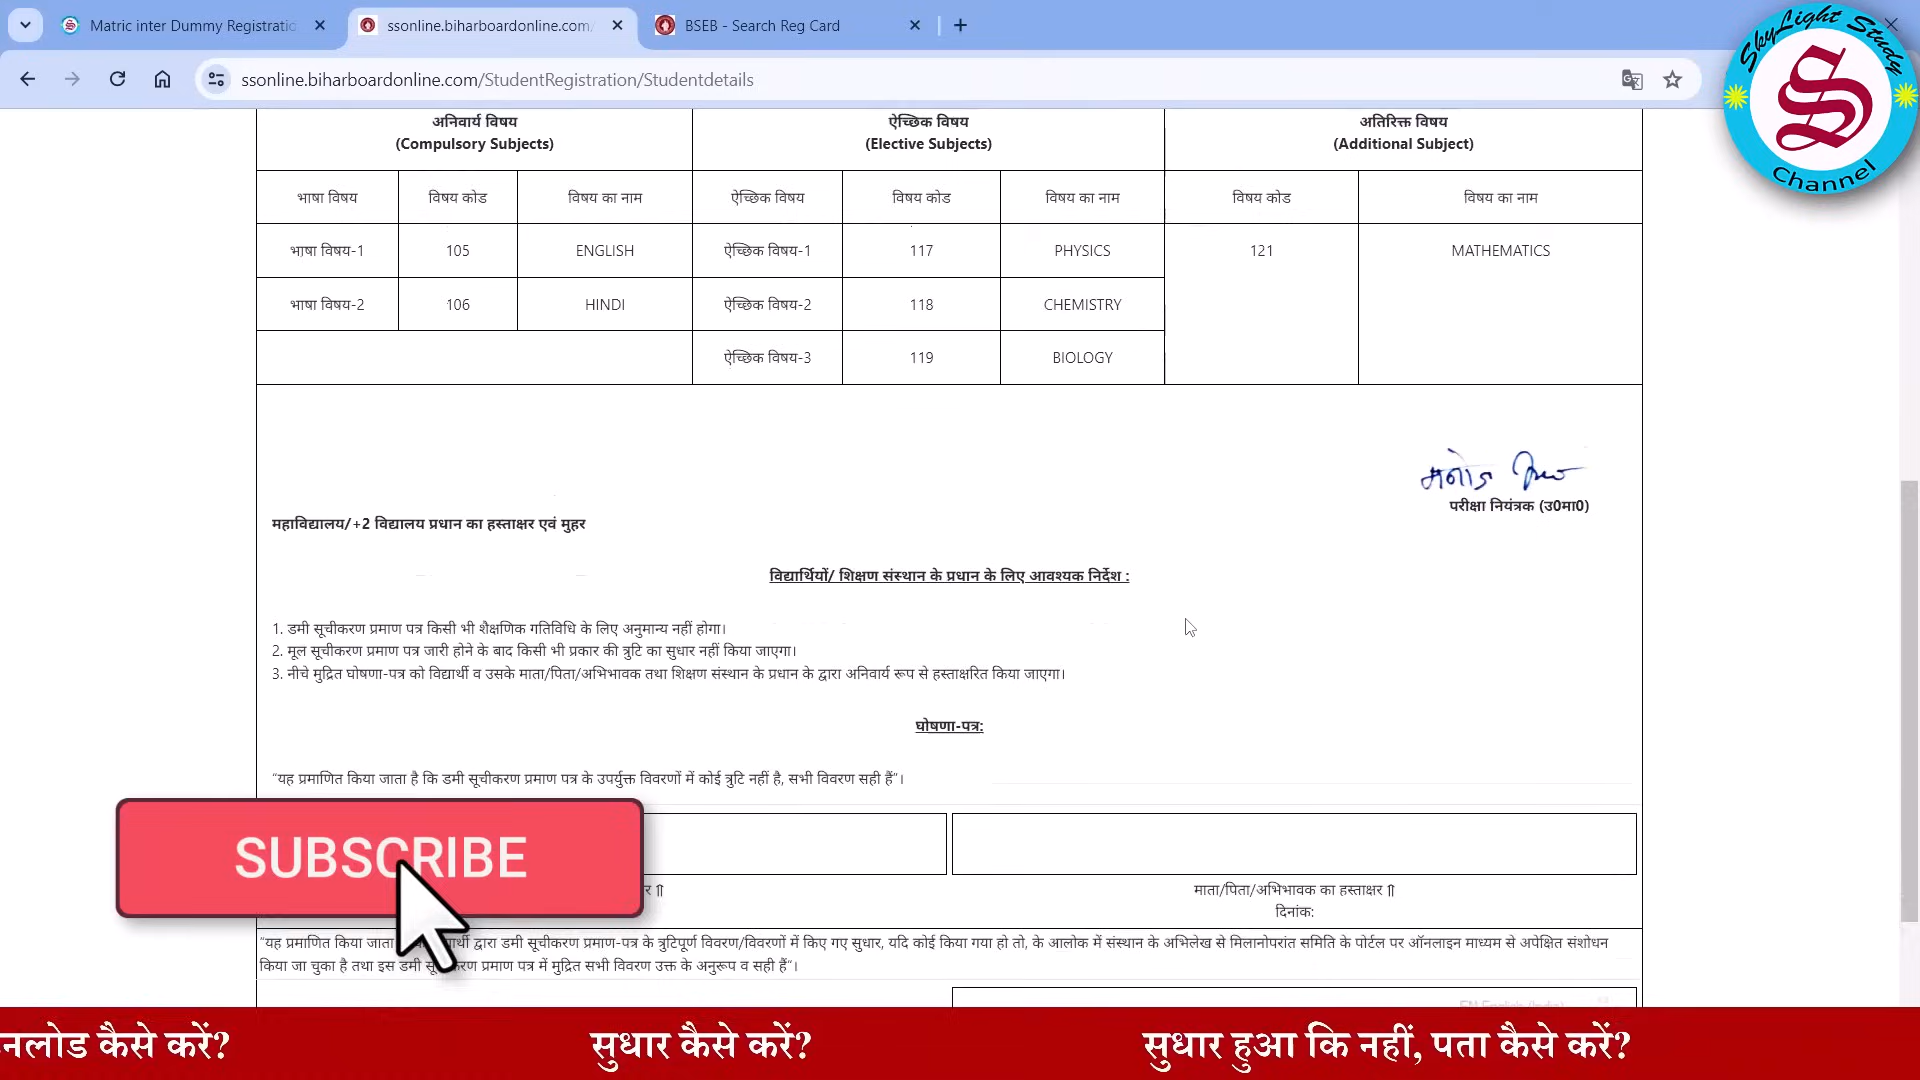 Matric inter Dummy Registratio
ssonline.biharboardonline.com/
BSEB - Search Reg Card
ssonline.biharboardonline.com/StudentRegistration/Studentdetails
SkyLight Study
S
Channel
अनिवार्य विषय
(Compulsory Subjects)
ऐच्छिक विषय
(Elective Subjects)
अतिरिक्त विषय
(Additional Subject)
भाषा विषय विषय कोड विषय का नाम ऐच्छिक विषय विषय कोड विषय का नाम विषय कोड विषय का नाम
भाषा विषय-1 105 ENGLISH ऐच्छिक विषय-1 117 PHYSICS 121 MATHEMATICS
भाषा विषय-2 106 HINDI ऐच्छिक विषय-2 118 CHEMISTRY
ऐच्छिक विषय-3 119 BIOLOGY
परीक्षा नियंत्रक (उ0मा0)
महाविद्यालय/+2 विद्यालय प्रधान का हस्ताक्षर एवं मुहर
विद्यार्थियों/ शिक्षण संस्थान के प्रधान के लिए आवश्यक निर्देश :
1. डमी सूचीकरण प्रमाण पत्र किसी भी शैक्षणिक गतिविधि के लिए अनुमान्य नहीं होगा।
2. मूल सूचीकरण प्रमाण पत्र जारी होने के बाद किसी भी प्रकार की त्रुटि का सुधार नहीं किया जाएगा।
3. नीचे मुद्रित घोषणा-पत्र को विद्यार्थी व उसके माता/पिता/अभिभावक तथा शिक्षण संस्थान के प्रधान के द्वारा अनिवार्य रूप से हस्ताक्षरित किया जाएगा।
घोषणा-पत्र:
“यह प्रमाणित किया जाता है कि डमी सूचीकरण प्रमाण पत्र के उपर्युक्त विवरणों में कोई त्रुटि नहीं है, सभी विवरण सही हैं”।
SUBSCRIBE
र ⇑
माता/पिता/अभिभावक का हस्ताक्षर ⇑
दिनांक:
“यह प्रमाणित किया जाता द्वारा डमी सूचीकरण प्रमाण-पत्र के त्रुटिपूर्ण विवरण/विवरणों में किए गए सुधार, यदि कोई किया गया हो तो, के आलोक में संस्थान के अभिलेख से मिलानोपरांत समिति के पोर्टल पर ऑनलाइन माध्यम से अपेक्षित संशोधन
किया जा चुका है तथा इस डमी प्रमाण पत्र में मुद्रित सभी विवरण उक्त के अनुरूप व सही हैं”।
EN English (India)
नलोड कैसे करें? सुधार कैसे करें? सुधार हुआ कि नहीं, पता कैसे करें?